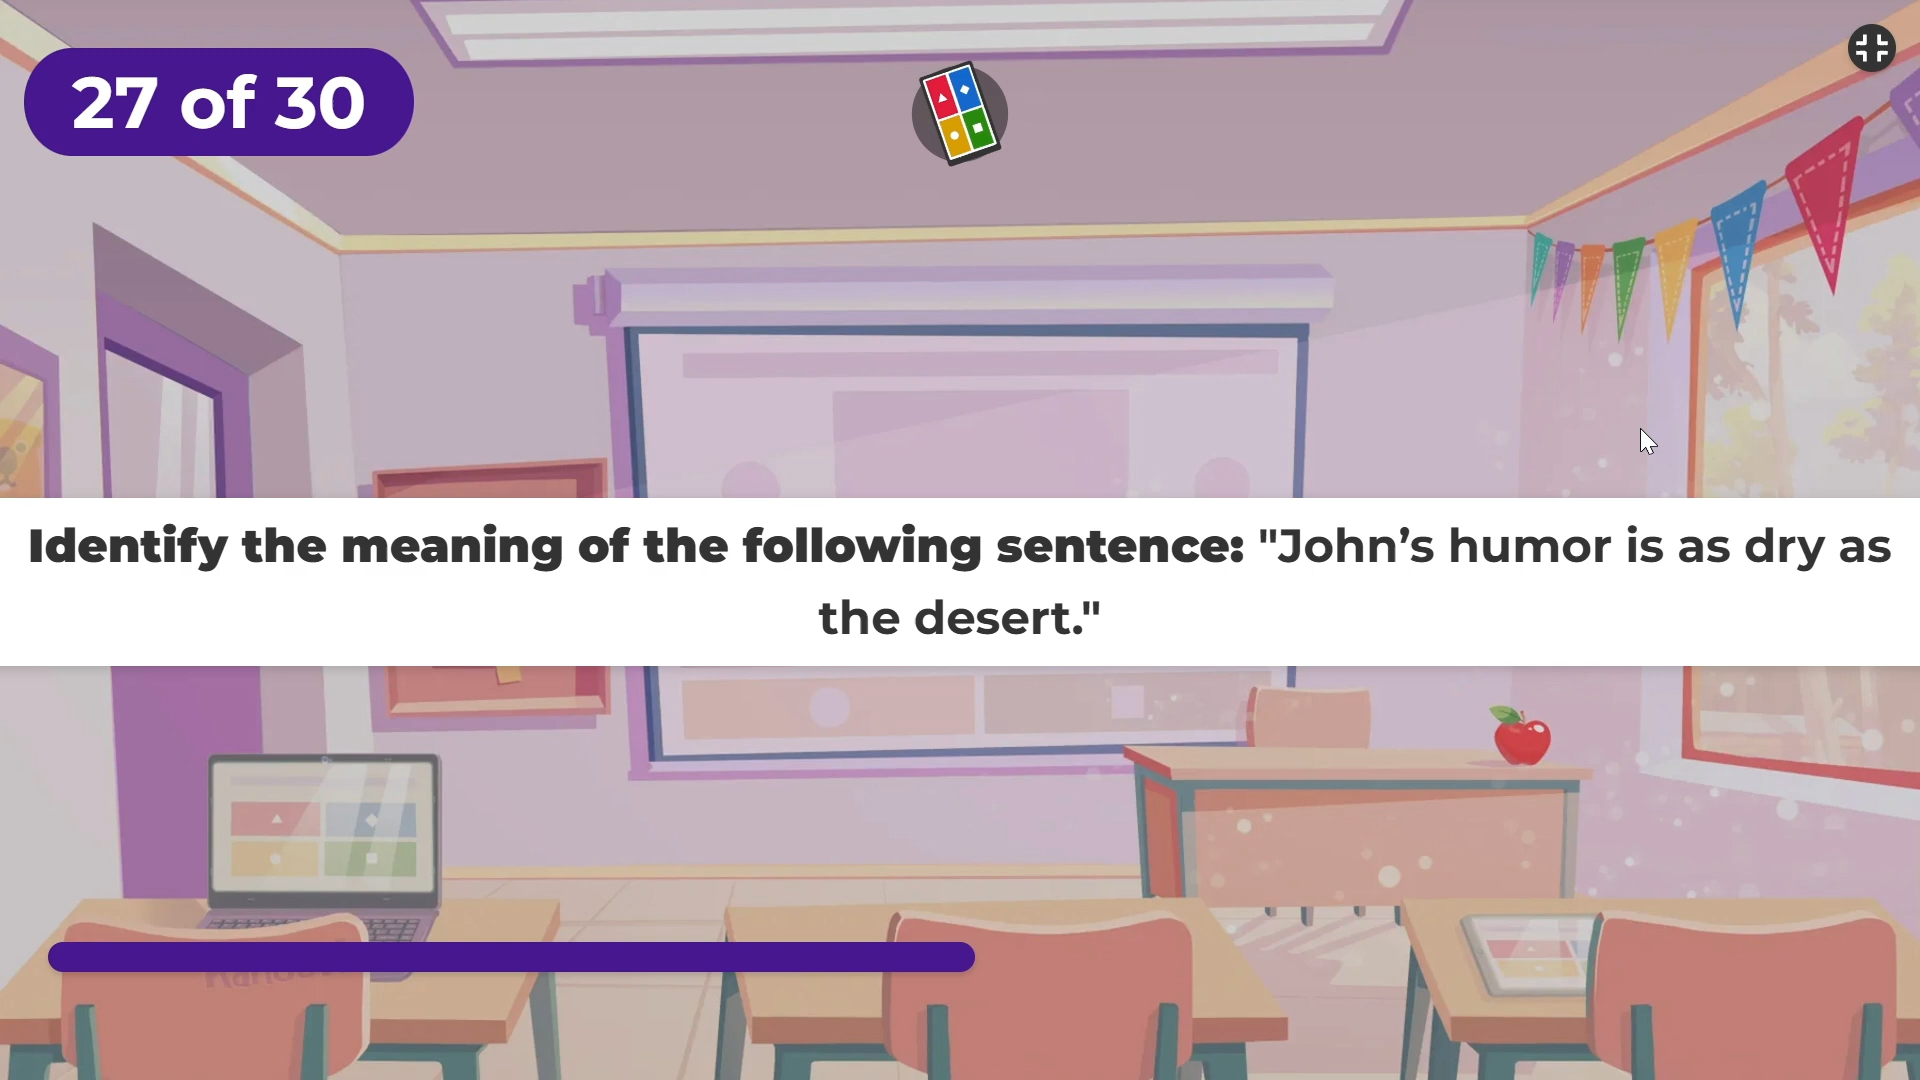 27 of 30
Identify the meaning of the following sentence: "John’s humor is as dry as
the desert."